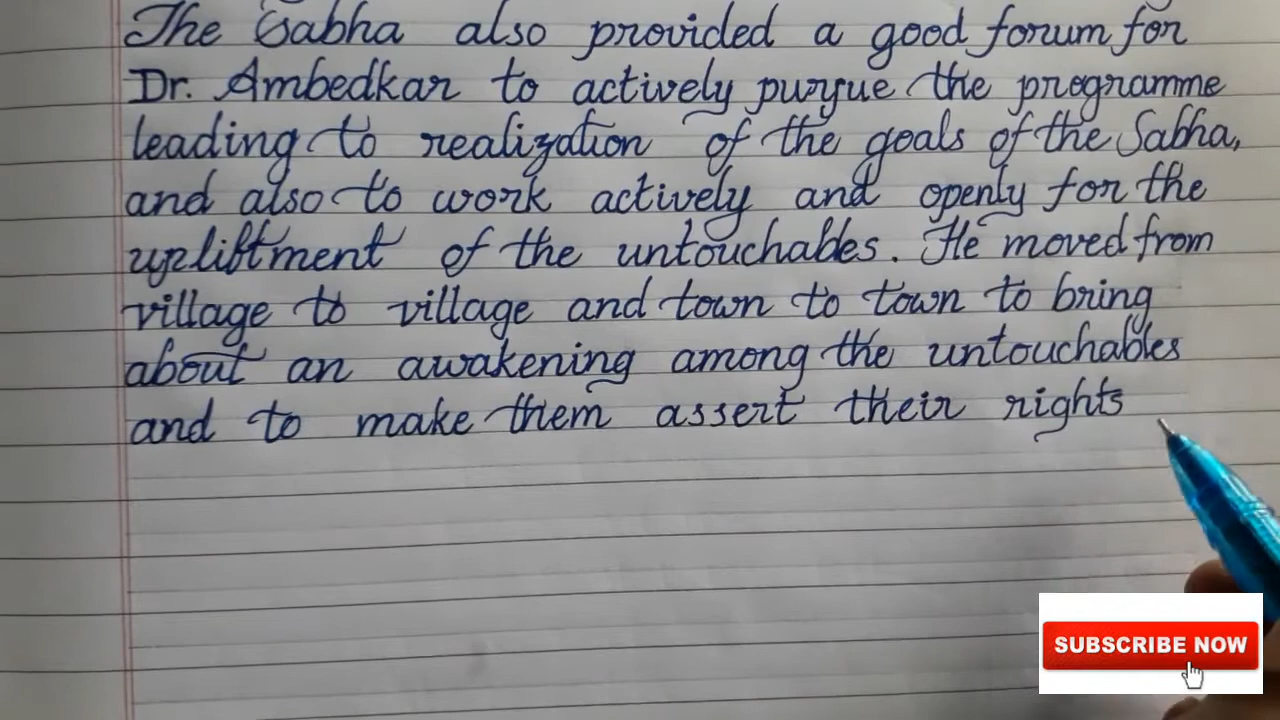 The Sabha also provided a good forum for
Dr. Ambedkar to actively pursue the programme
leading to realization of the goals of the Sabha,
and also to work actively and openly for the
upliftment of the untouchables. He moved from
village to village and town to town to bring
about an awakening among the untouchables
and to make them assert their rights
SUBSCRIBE NOW